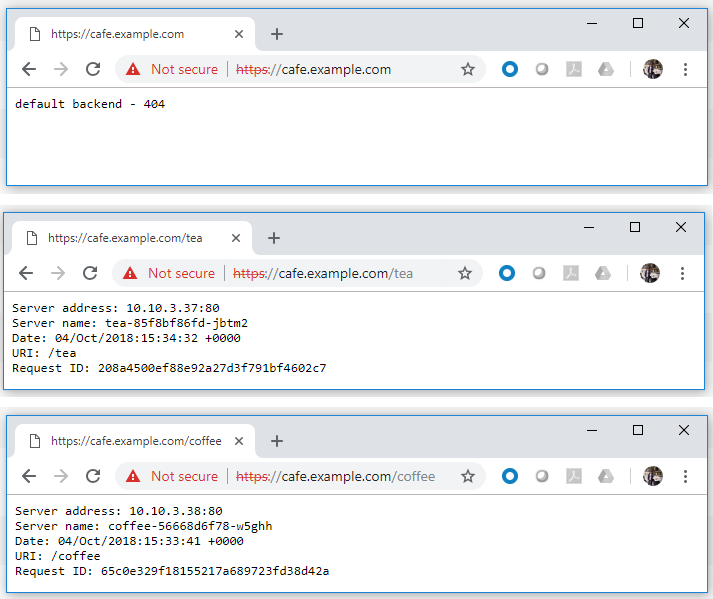 https://cafe.example.com
Not secure https://cafe.example.com
default backend - 404
https://cafe.example.com/tea
Not secure https://cafe.example.com/tea
Server address: 10.10.3.37:80
Server name: tea-85f8bf86fd-jbtm2
Date: 04/Oct/2018:15:34:32 +0000
URI: /tea
Request ID: 208a4500ef88e92a27d3f791bf4602c7
https://cafe.example.com/coffee
Not secure https://cafe.example.com/coffee
Server address: 10.10.3.38:80
Server name: coffee-56668d6f78-w5ghh
Date: 04/Oct/2018:15:33:41 +0000
URI: /coffee
Request ID: 65c0e329f18155217a689723fd38d42a